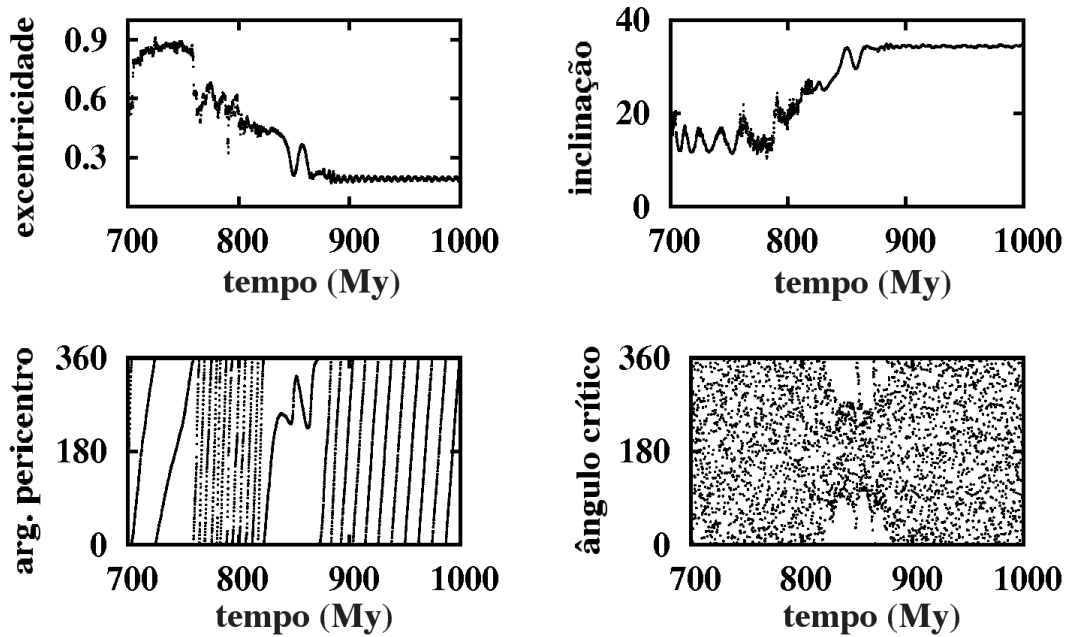 excentricidade
0.9
0.6
0.3
700 800 900 1000
tempo (My)
inclinação
40
20
0
700 800 900 1000
tempo (My)
arg. pericentro
360
180
0
700 800 900 1000
tempo (My)
ângulo crítico
360
180
0
700 800 900 1000
tempo (My)